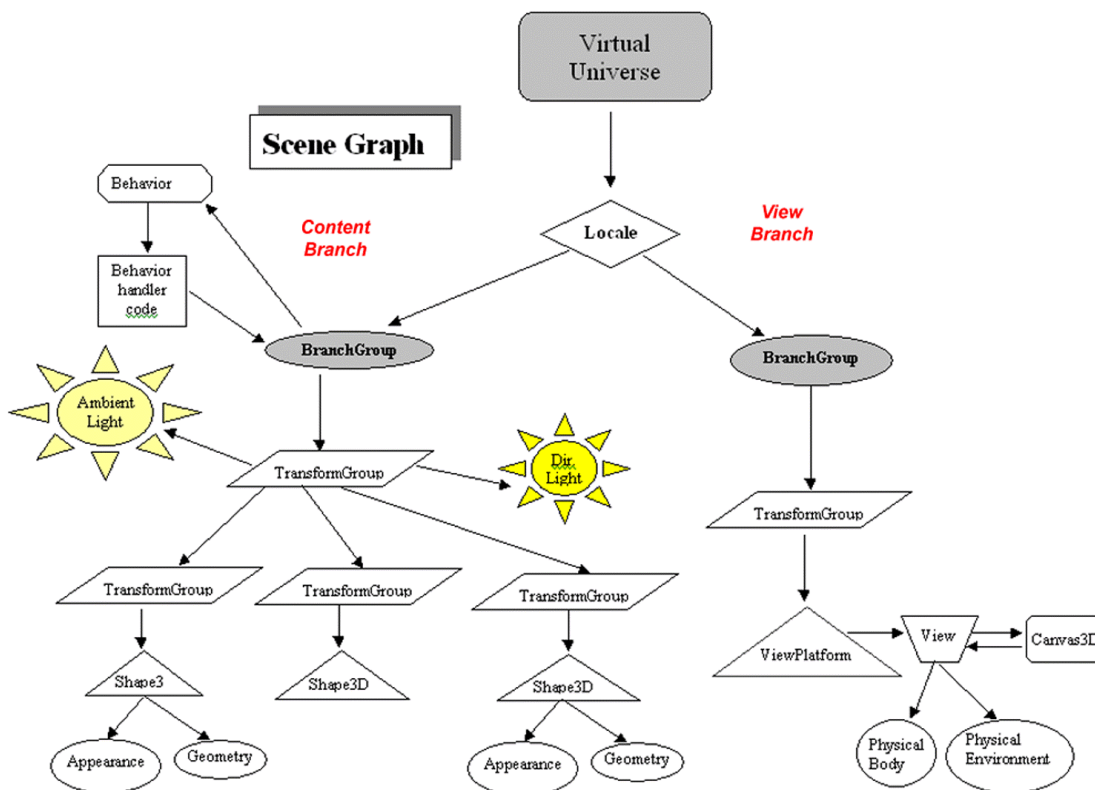 Virtual
Universe
Scene Graph
Behavior
Content
Branch
View
Branch
Locale
Behavior
handler
code
BranchGroup
BranchGroup
Ambient
Light
Dir.
Light
TransformGroup
TransformGroup
TransformGroup
TransformGroup
TransformGroup
ViewPlatform
View
Canvas3D
Shape3
Shape3D
Shape3D
Appearance
Geometry
Appearance
Geometry
Physical
Body
Physical
Environment